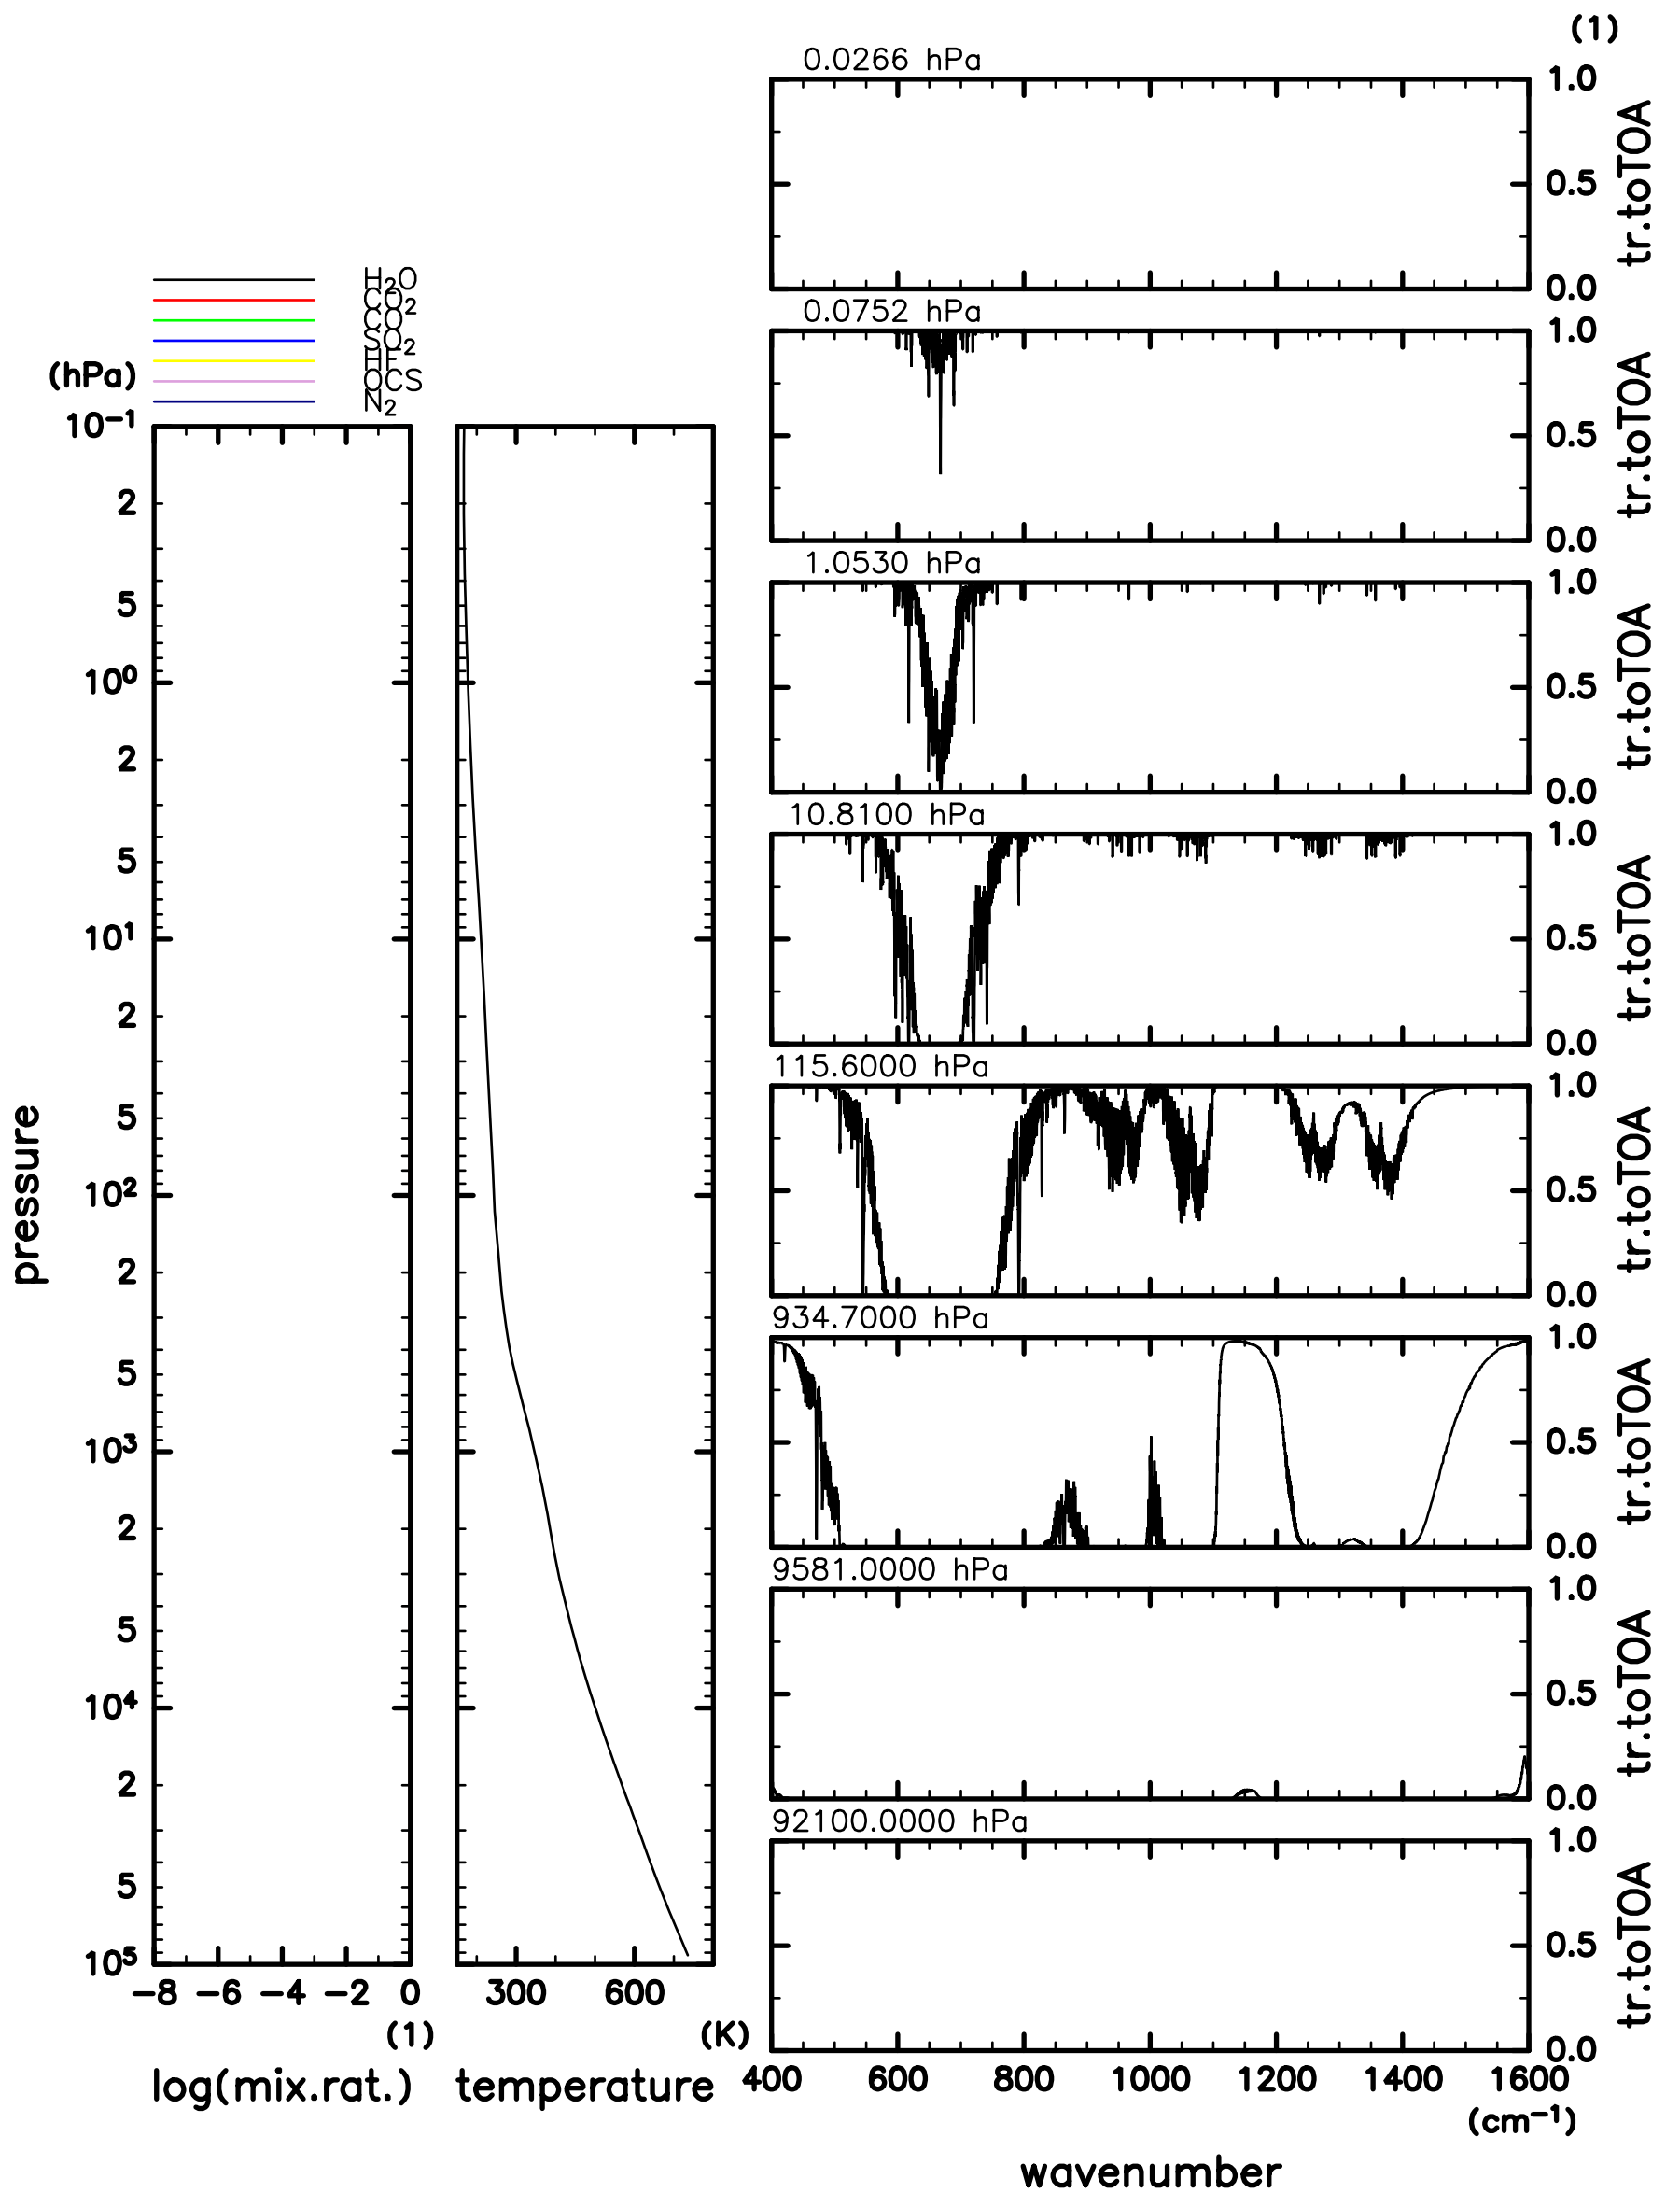 (1)
0.0266 hPa
1.0
0.5
0.0
tr.toTOA
0.0752 hPa
1.0
0.5
0.0
tr.toTOA
1.0530 hPa
1.0
0.5
0.0
tr.toTOA
10.8100 hPa
1.0
0.5
0.0
tr.toTOA
115.6000 hPa
1.0
0.5
0.0
tr.toTOA
934.7000 hPa
1.0
0.5
0.0
tr.toTOA
9581.0000 hPa
1.0
0.5
0.0
tr.toTOA
92100.0000 hPa
1.0
0.5
0.0
tr.toTOA
400 600 800 1000 1200 1400 1600
(cm⁻¹)
wavenumber
H₂O
CO₂
CO
SO₂
HF
OCS
N₂
(hPa)
10⁻¹
2
5
10⁰
2
5
10¹
2
5
10²
2
5
10³
2
5
10⁴
2
5
10⁵
pressure
−8 −6 −4 −2 0
(1)
log(mix.rat.)
300 600
(K)
temperature